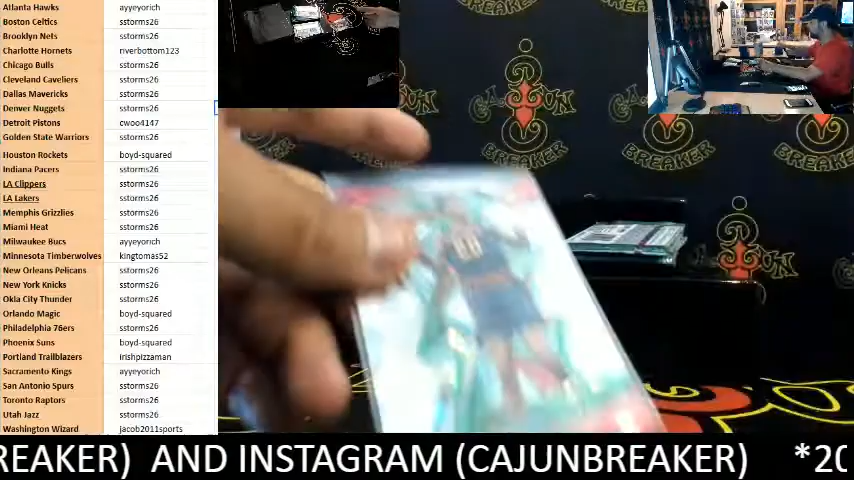 Atlanta Hawks ayyeyorich
Boston Celtics sstorms26
Brooklyn Nets sstorms26
Charlotte Hornets riverbottom123
Chicago Bulls sstorms26
Cleveland Cavaliers sstorms26
Dallas Mavericks sstorms26
Denver Nuggets sstorms26
Detroit Pistons cwoo4147
Golden State Warriors sstorms26
Houston Rockets boyd-squared
Indiana Pacers sstorms26
LA Clippers sstorms26
LA Lakers sstorms26
Memphis Grizzlies sstorms26
Miami Heat sstorms26
Milwaukee Bucs ayyeyorich
Minnesota Timberwolves kingtomas52
New Orleans Pelicans sstorms26
New York Knicks sstorms26
Okla City Thunder sstorms26
Orlando Magic boyd-squared
Philadelphia 76ers sstorms26
Phoenix Suns boyd-squared
Portland Trailblazers irishpizzaman
Sacramento Kings ayyeyorich
San Antonio Spurs sstorms26
Toronto Raptors sstorms26
Utah Jazz sstorms26
Washington Wizard jacob2011sports
BREAKER
CAJUN
BREAKER
BREAKER
BREAKER
REAKER) AND INSTAGRAM (CAJUNBREAKER) *20